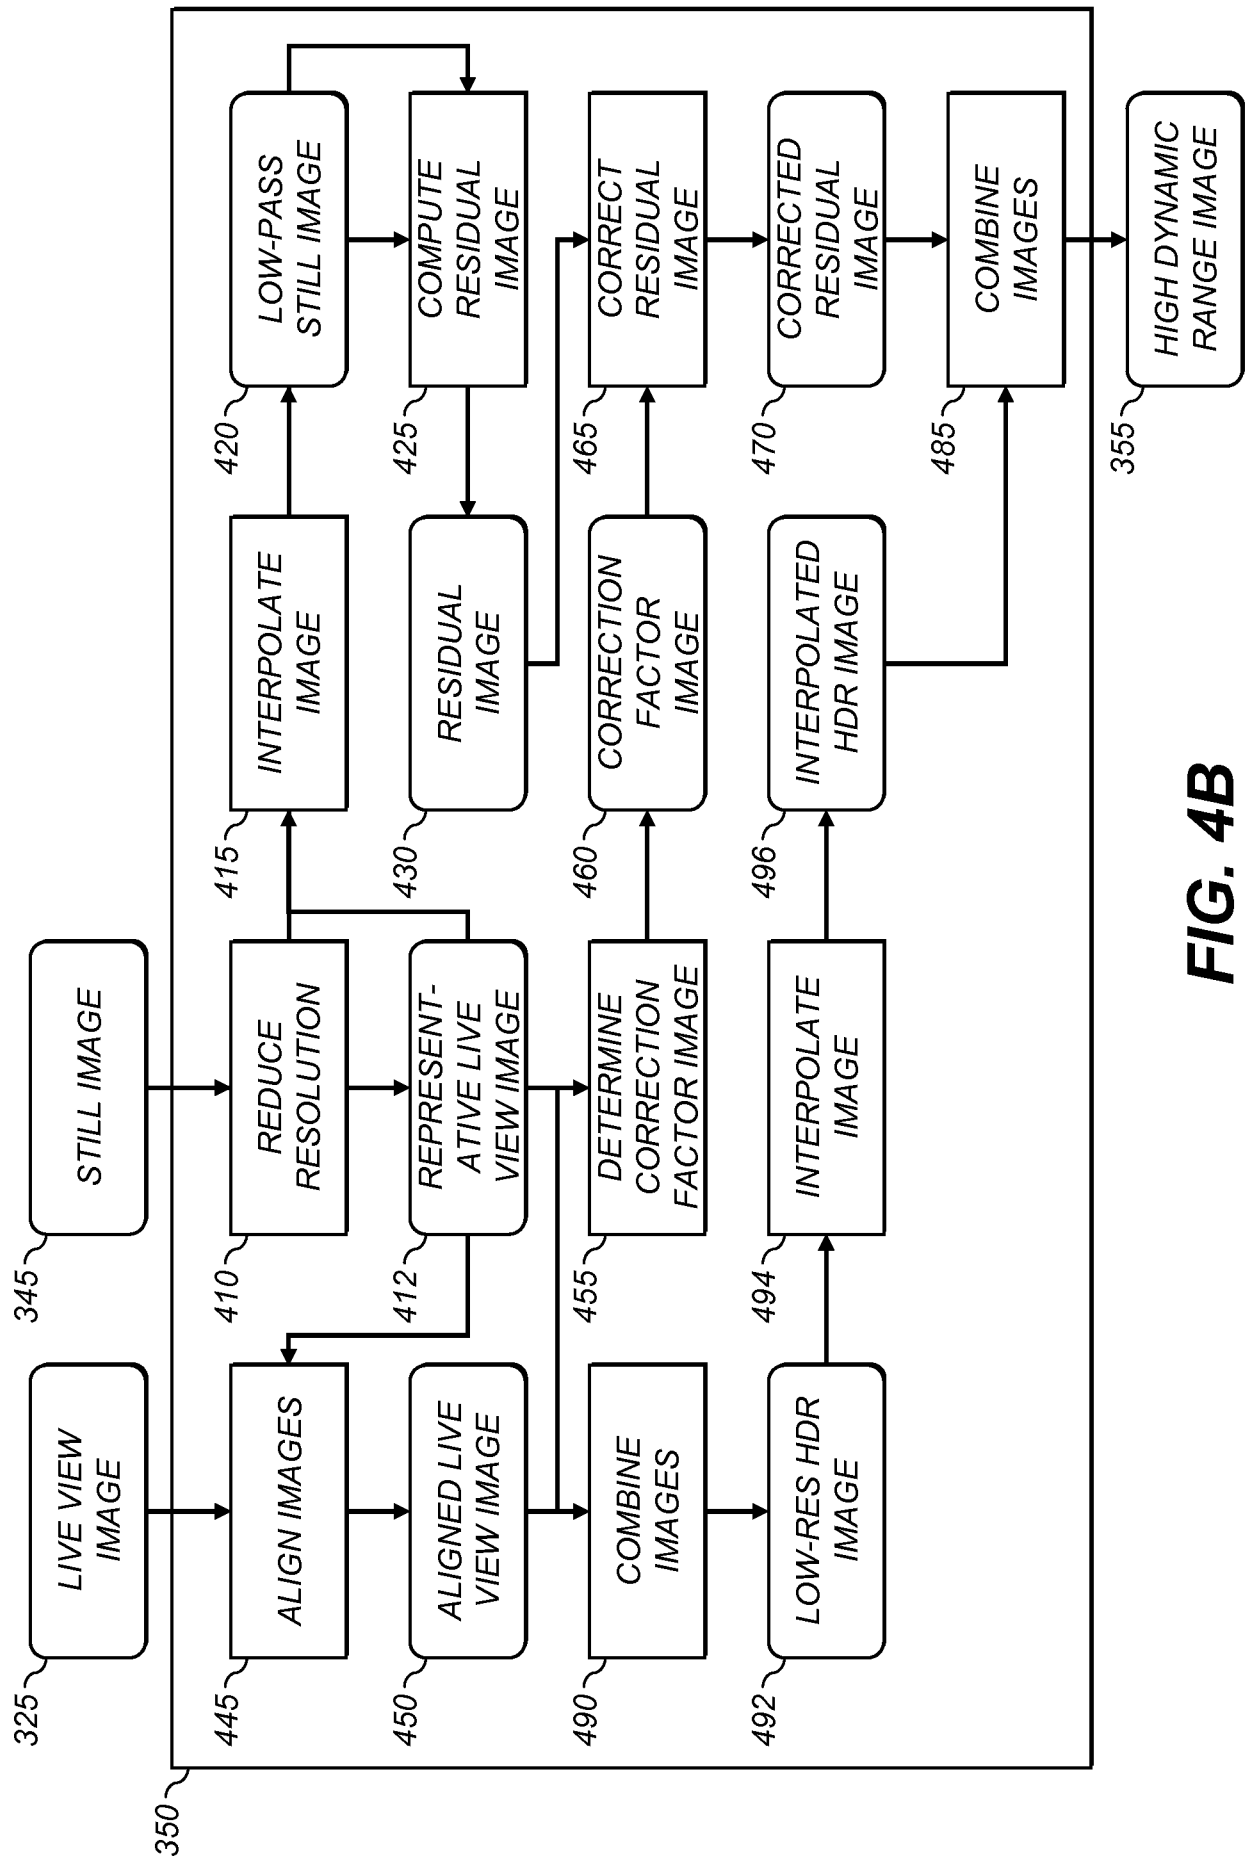 325
LIVE VIEW
IMAGE
345
STILL IMAGE
350
445
ALIGN IMAGES
410
REDUCE
RESOLUTION
415
INTERPOLATE
IMAGE
420
LOW-PASS
STILL IMAGE
450
ALIGNED LIVE
VIEW IMAGE
412
REPRESENT-
ATIVE LIVE
VIEW IMAGE
430
RESIDUAL
IMAGE
425
COMPUTE
RESIDUAL
IMAGE
490
COMBINE
IMAGES
455
DETERMINE
CORRECTION
FACTOR IMAGE
460
CORRECTION
FACTOR
IMAGE
465
CORRECT
RESIDUAL
IMAGE
492
LOW-RES HDR
IMAGE
494
INTERPOLATE
IMAGE
496
INTERPOLATED
HDR IMAGE
470
CORRECTED
RESIDUAL
IMAGE
485
COMBINE
IMAGES
355
HIGH DYNAMIC
RANGE IMAGE
FIG. 4B